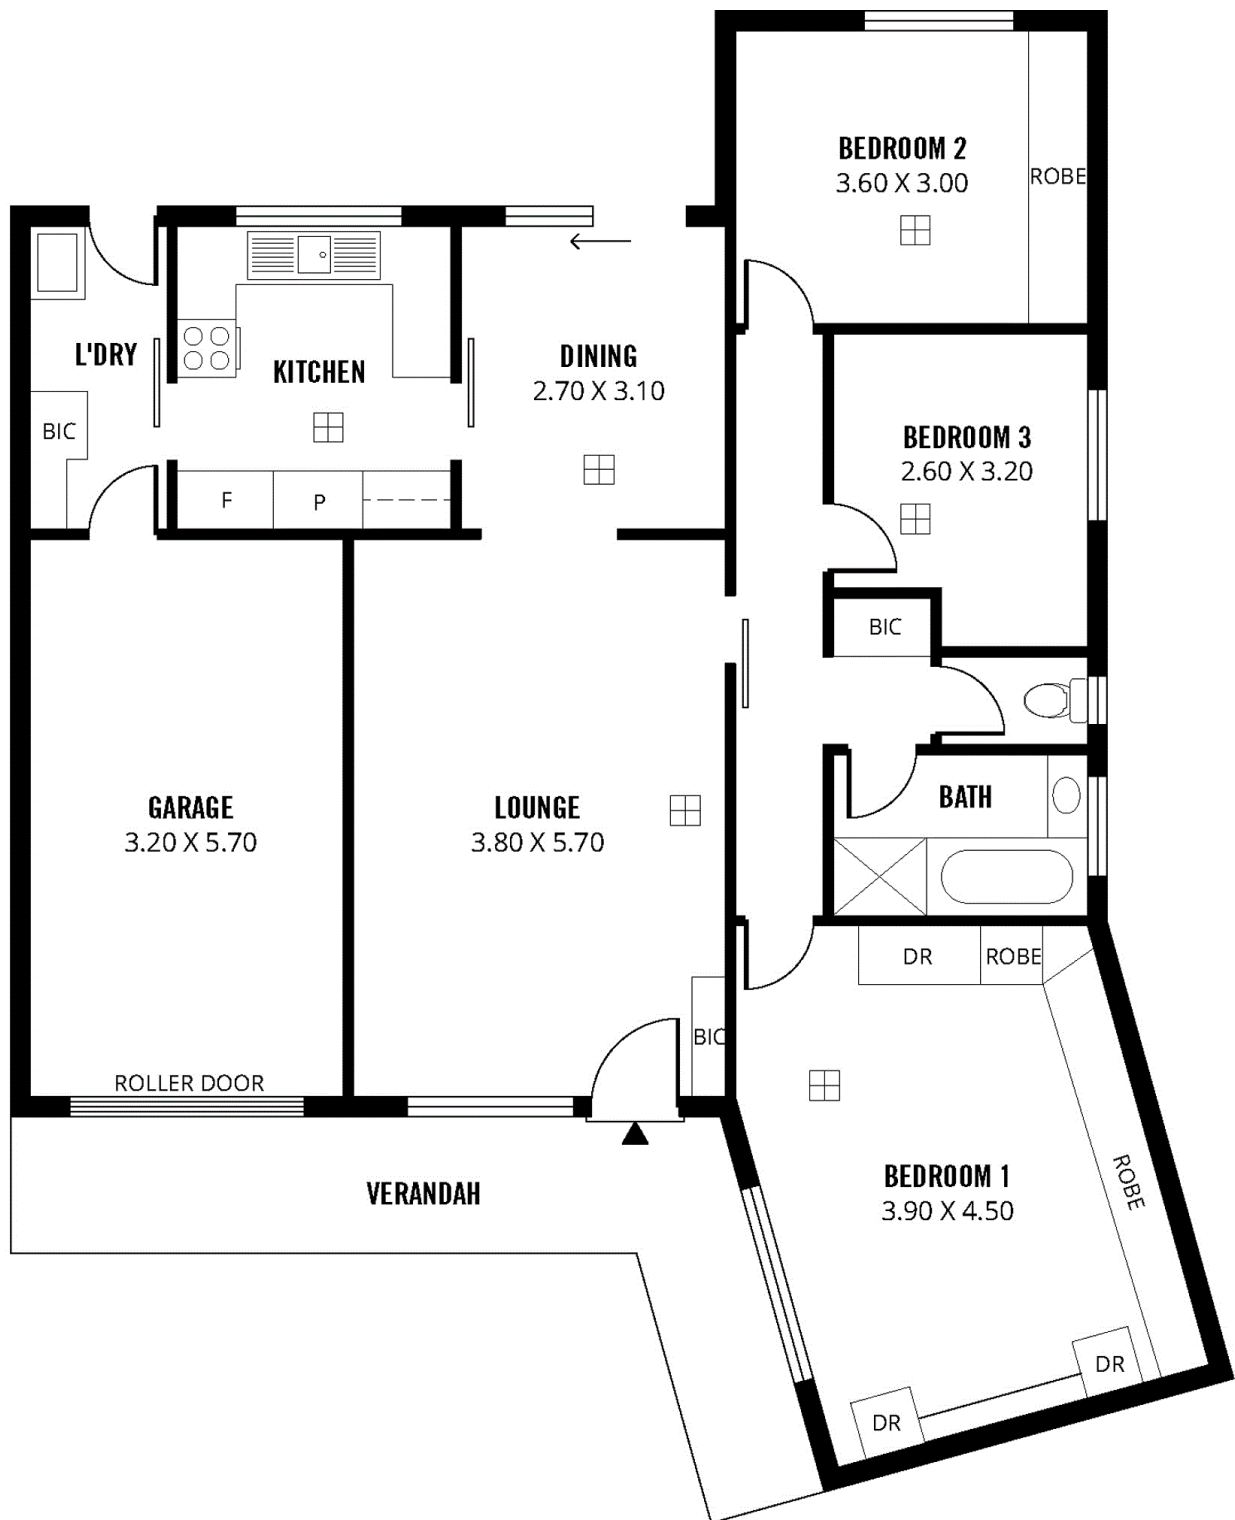 BEDROOM 2
3.60 X 3.00
ROBE
L'DRY
KITCHEN
DINING
2.70 X 3.10
BIC
F
P
BEDROOM 3
2.60 X 3.20
BIC
GARAGE
3.20 X 5.70
LOUNGE
3.80 X 5.70
BATH
DR
ROBE
BIC
ROLLER DOOR
VERANDAH
BEDROOM 1
3.90 X 4.50
ROBE
DR
DR